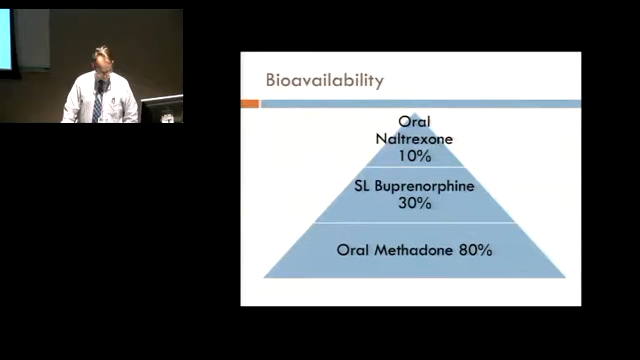 Bioavailability
Oral
Naltrexone
10%
SL Buprenorphine
30%
Oral Methadone 80%